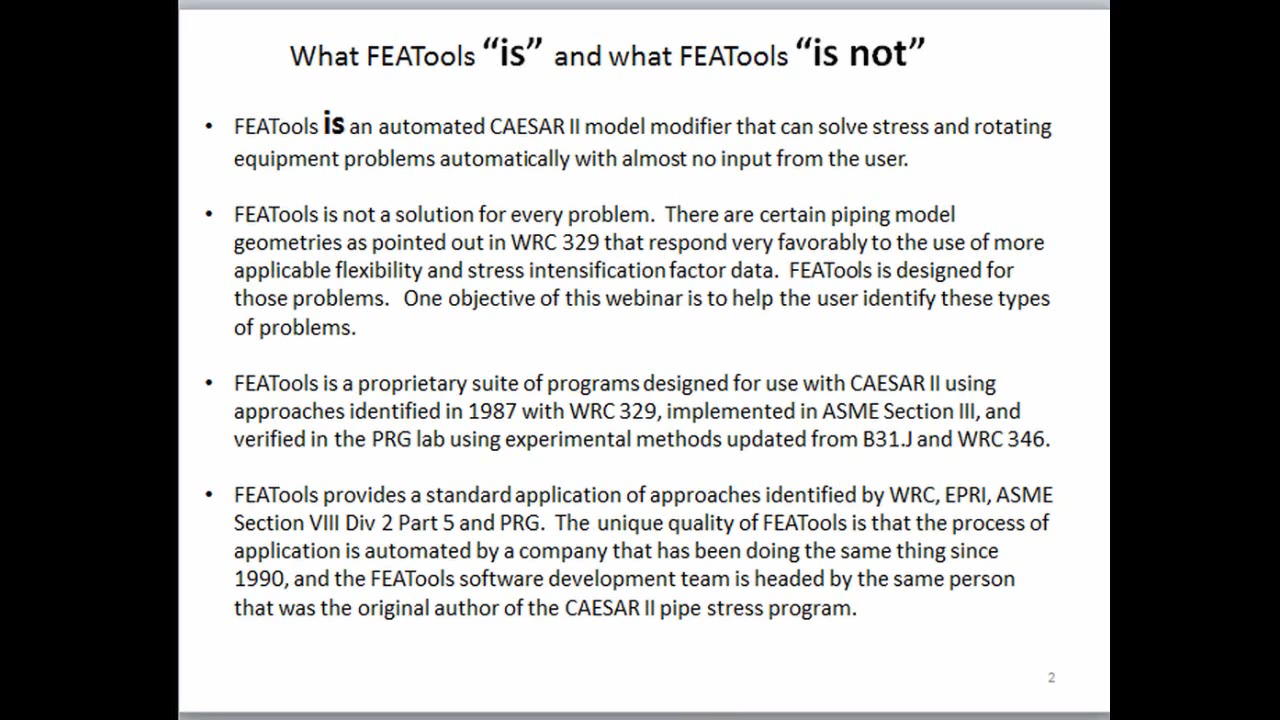 What FEATools “is” and what FEATools “is not”
• FEATools is an automated CAESAR II model modifier that can solve stress and rotating
equipment problems automatically with almost no input from the user.
• FEATools is not a solution for every problem. There are certain piping model
geometries as pointed out in WRC 329 that respond very favorably to the use of more
applicable flexibility and stress intensification factor data. FEATools is designed for
those problems. One objective of this webinar is to help the user identify these types
of problems.
• FEATools is a proprietary suite of programs designed for use with CAESAR II using
approaches identified in 1987 with WRC 329, implemented in ASME Section III, and
verified in the PRG lab using experimental methods updated from B31.J and WRC 346.
• FEATools provides a standard application of approaches identified by WRC, EPRI, ASME
Section VIII Div 2 Part 5 and PRG. The unique quality of FEATools is that the process of
application is automated by a company that has been doing the same thing since
1990, and the FEATools software development team is headed by the same person
that was the original author of the CAESAR II pipe stress program.
2